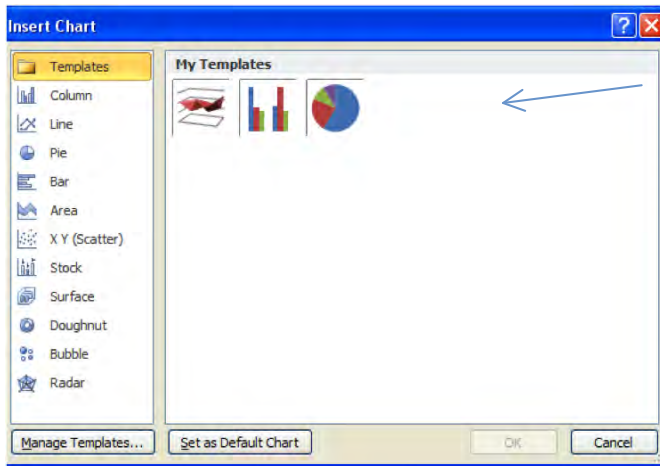 Insert Chart
Templates
Column
Line
Pie
Bar
Area
X Y (Scatter)
Stock
Surface
Doughnut
Bubble
Radar
My Templates
Manage Templates...
Set as Default Chart
OK
Cancel